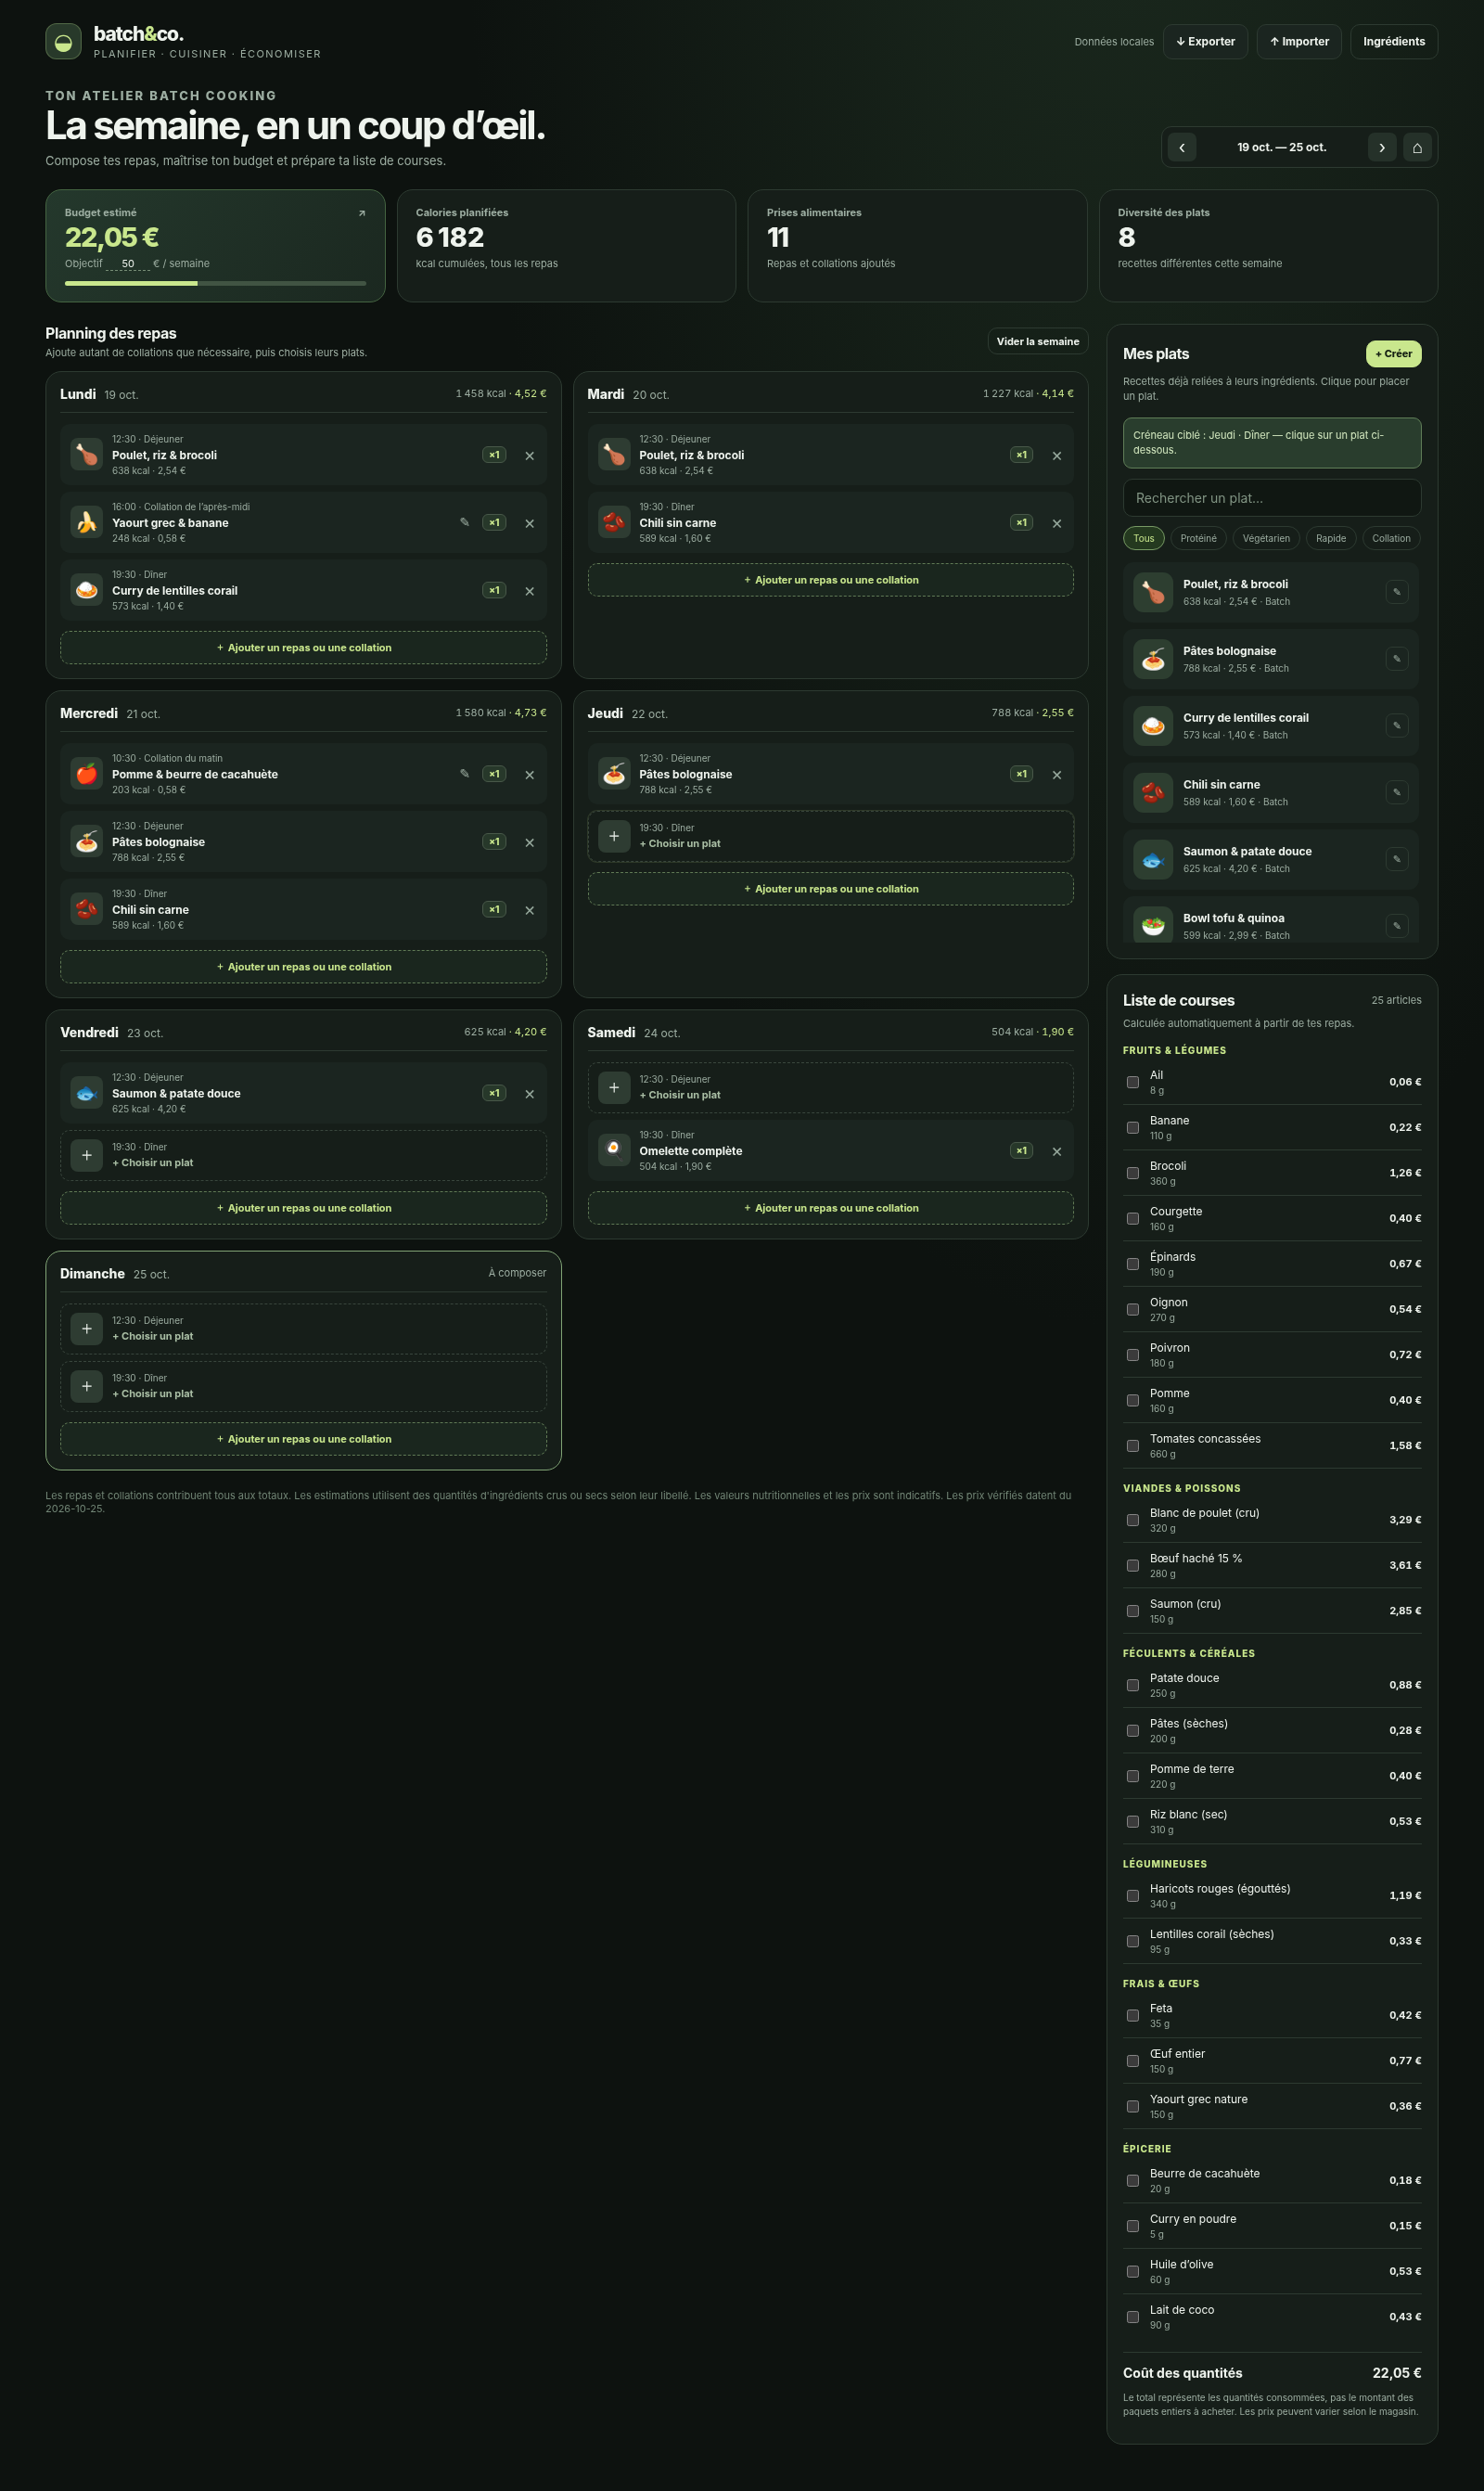 batch&co.
PLANIFIER · CUISINER · ÉCONOMISER
Données locales
↓ Exporter
↑ Importer
Ingrédients
TON ATELIER BATCH COOKING
La semaine, en un coup d’œil.
Compose tes repas, maîtrise ton budget et prépare ta liste de courses.
‹
19 oct. — 25 oct.
›
⌂
Budget estimé
↗
22,05 €
Objectif 50 € / semaine
Calories planifiées
6 182
kcal cumulées, tous les repas
Prises alimentaires
11
Repas et collations ajoutés
Diversité des plats
8
recettes différentes cette semaine
Planning des repas
Ajoute autant de collations que nécessaire, puis choisis leurs plats.
Vider la semaine
Lundi 19 oct.
1 458 kcal · 4,52 €
12:30 · Déjeuner
Poulet, riz & brocoli
638 kcal · 2,54 €
×1
×
16:00 · Collation de l’après-midi
Yaourt grec & banane
248 kcal · 0,58 €
✎
×1
×
19:30 · Dîner
Curry de lentilles corail
573 kcal · 1,40 €
×1
×
+ Ajouter un repas ou une collation
Mardi 20 oct.
1 227 kcal · 4,14 €
12:30 · Déjeuner
Poulet, riz & brocoli
638 kcal · 2,54 €
×1
×
19:30 · Dîner
Chili sin carne
589 kcal · 1,60 €
×1
×
+ Ajouter un repas ou une collation
Mercredi 21 oct.
1 580 kcal · 4,73 €
10:30 · Collation du matin
Pomme & beurre de cacahuète
203 kcal · 0,58 €
✎
×1
×
12:30 · Déjeuner
Pâtes bolognaise
788 kcal · 2,55 €
×1
×
19:30 · Dîner
Chili sin carne
589 kcal · 1,60 €
×1
×
+ Ajouter un repas ou une collation
Jeudi 22 oct.
788 kcal · 2,55 €
12:30 · Déjeuner
Pâtes bolognaise
788 kcal · 2,55 €
×1
×
+
19:30 · Dîner
+ Choisir un plat
+ Ajouter un repas ou une collation
Vendredi 23 oct.
625 kcal · 4,20 €
12:30 · Déjeuner
Saumon & patate douce
625 kcal · 4,20 €
×1
×
+
19:30 · Dîner
+ Choisir un plat
+ Ajouter un repas ou une collation
Samedi 24 oct.
504 kcal · 1,90 €
+
12:30 · Déjeuner
+ Choisir un plat
19:30 · Dîner
Omelette complète
504 kcal · 1,90 €
×1
×
+ Ajouter un repas ou une collation
Dimanche 25 oct.
À composer
+
12:30 · Déjeuner
+ Choisir un plat
+
19:30 · Dîner
+ Choisir un plat
+ Ajouter un repas ou une collation
Les repas et collations contribuent tous aux totaux. Les estimations utilisent des quantités d’ingrédients crus ou secs selon leur libellé. Les valeurs nutritionnelles et les prix sont indicatifs. Les prix vérifiés datent du
2026-10-25.
Mes plats
+ Créer
Recettes déjà reliées à leurs ingrédients. Clique pour placer
un plat.
Créneau ciblé : Jeudi · Dîner — clique sur un plat ci-
dessous.
Rechercher un plat…
Tous
Protéiné
Végétarien
Rapide
Collation
Poulet, riz & brocoli
638 kcal · 2,54 € · Batch
✎
Pâtes bolognaise
788 kcal · 2,55 € · Batch
✎
Curry de lentilles corail
573 kcal · 1,40 € · Batch
✎
Chili sin carne
589 kcal · 1,60 € · Batch
✎
Saumon & patate douce
625 kcal · 4,20 € · Batch
✎
Bowl tofu & quinoa
599 kcal · 2,99 € · Batch
✎
Liste de courses
25 articles
Calculée automatiquement à partir de tes repas.
FRUITS & LÉGUMES
Ail
8 g
0,06 €
Banane
110 g
0,22 €
Brocoli
360 g
1,26 €
Courgette
160 g
0,40 €
Épinards
190 g
0,67 €
Oignon
270 g
0,54 €
Poivron
180 g
0,72 €
Pomme
160 g
0,40 €
Tomates concassées
660 g
1,58 €
VIANDES & POISSONS
Blanc de poulet (cru)
320 g
3,29 €
Bœuf haché 15 %
280 g
3,61 €
Saumon (cru)
150 g
2,85 €
FÉCULENTS & CÉRÉALES
Patate douce
250 g
0,88 €
Pâtes (sèches)
200 g
0,28 €
Pomme de terre
220 g
0,40 €
Riz blanc (sec)
310 g
0,53 €
LÉGUMINEUSES
Haricots rouges (égouttés)
340 g
1,19 €
Lentilles corail (sèches)
95 g
0,33 €
FRAIS & ŒUFS
Feta
35 g
0,42 €
Œuf entier
150 g
0,77 €
Yaourt grec nature
150 g
0,36 €
ÉPICERIE
Beurre de cacahuète
20 g
0,18 €
Curry en poudre
5 g
0,15 €
Huile d’olive
60 g
0,53 €
Lait de coco
90 g
0,43 €
Coût des quantités
22,05 €
Le total représente les quantités consommées, pas le montant des
paquets entiers à acheter. Les prix peuvent varier selon le magasin.